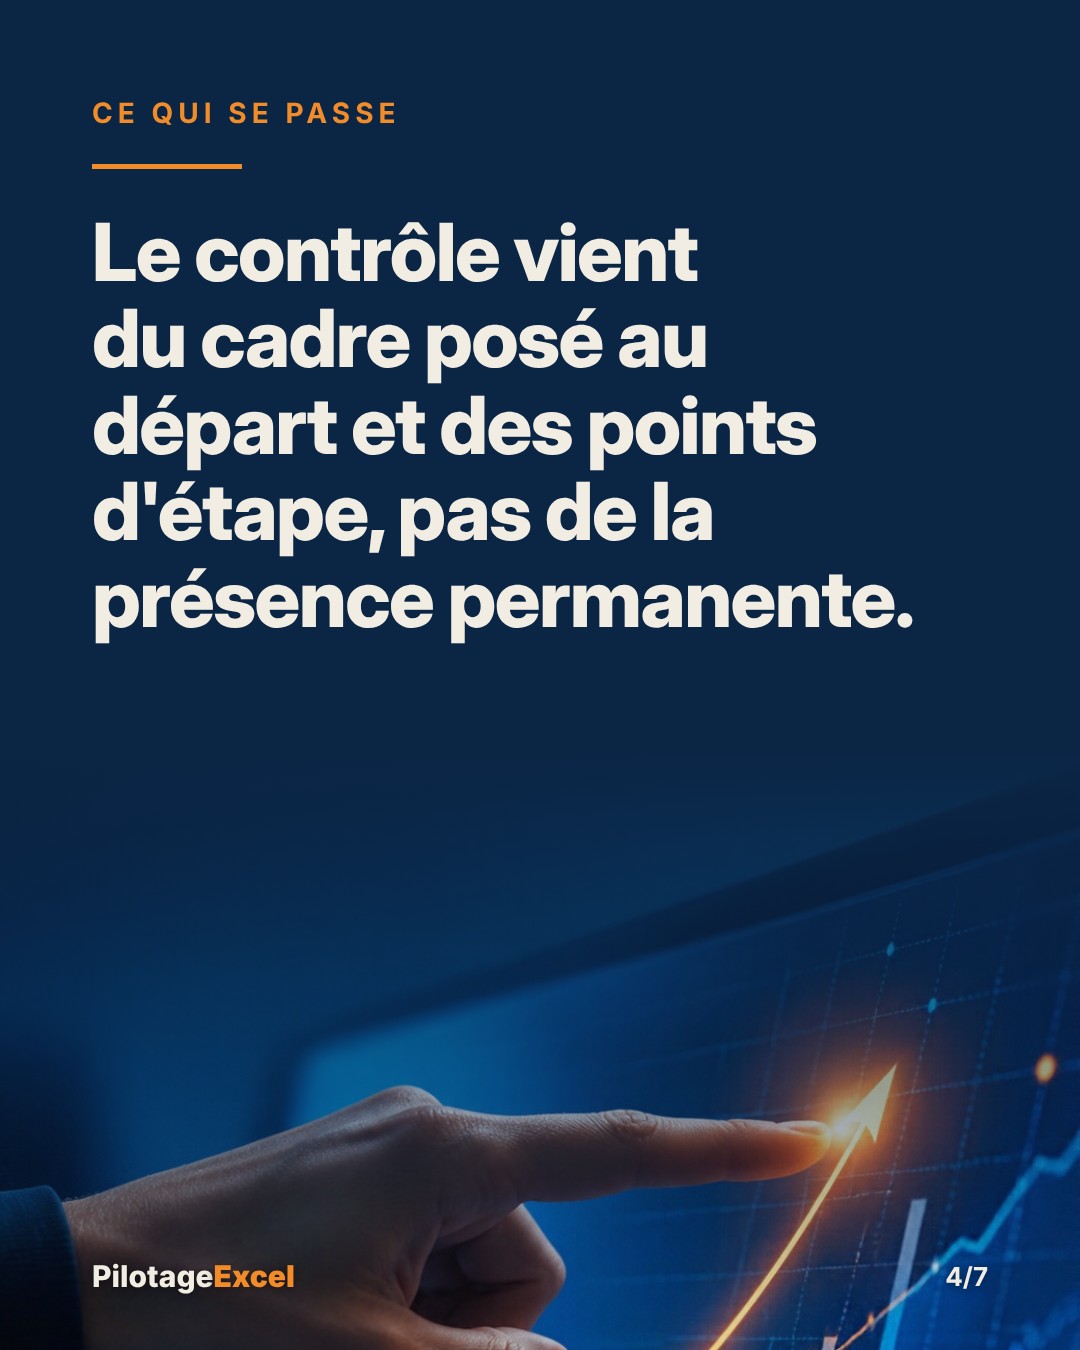 CE QUI SE PASSE
Le contrôle vient
du cadre posé au
départ et des points
d'étape, pas de la
présence permanente.
PilotageExcel
4/7